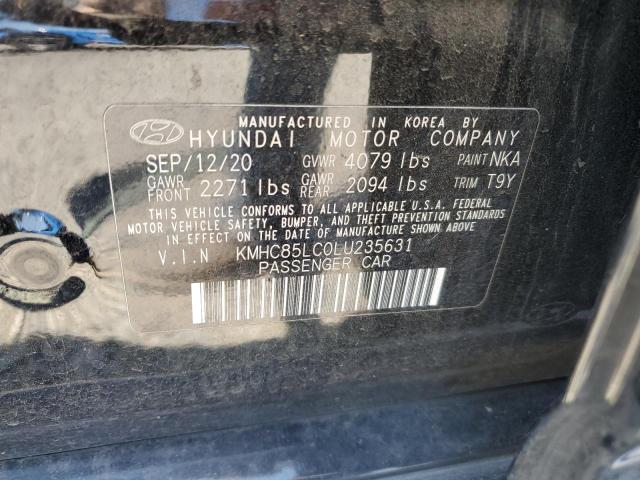 MANUFACTURED IN KOREA BY
HYUNDAI MOTOR COMPANY
SEP/12/20 GVWR 4079 lbs PAINT NKA
GAWR FRONT 2271 lbs GAWR REAR 2094 lbs TRIM T9Y
THIS VEHICLE CONFORMS TO ALL APPLICABLE U.S.A. FEDERAL
MOTOR VEHICLE SAFETY, BUMPER, AND THEFT PREVENTION STANDARDS
IN EFFECT ON THE DATE OF MANUFACTURE SHOWN ABOVE.
V.I.N KMHC85LC0LU235631
PASSENGER CAR